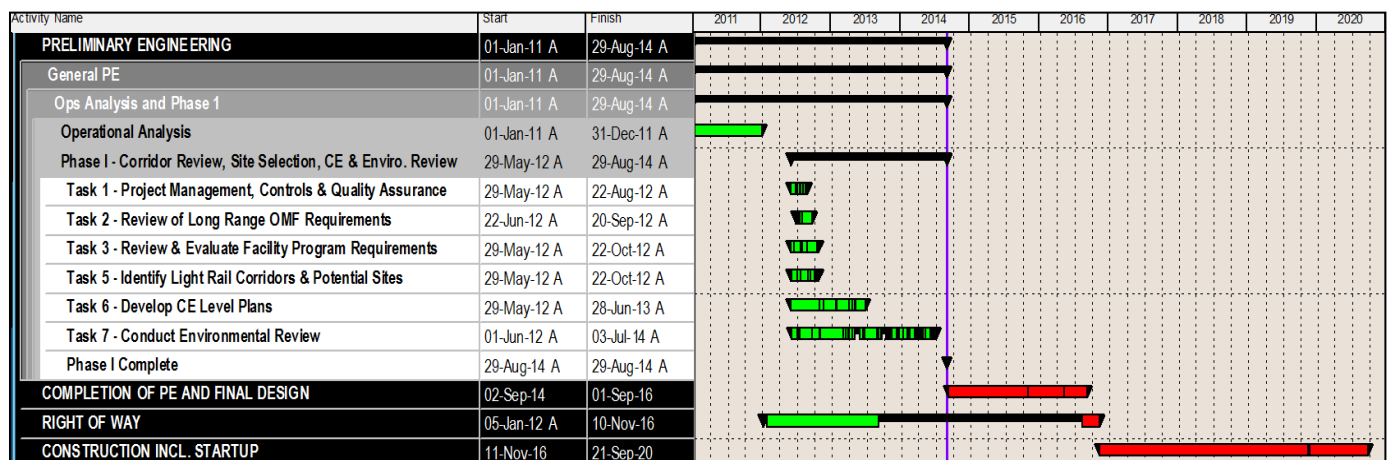 Activity Name Start Finish 2011 2012 2013 2014 2015 2016 2017 2018 2019 2020
PRELIMINARY ENGINEERING 01-Jan-11 A 29-Aug-14 A
General PE 01-Jan-11 A 29-Aug-14 A
Ops Analysis and Phase 1 01-Jan-11 A 29-Aug-14 A
Operational Analysis 01-Jan-11 A 31-Dec-11 A
Phase I - Corridor Review, Site Selection, CE & Enviro. Review 29-May-12 A 29-Aug-14 A
Task 1 - Project Management, Controls & Quality Assurance 29-May-12 A 22-Aug-12 A
Task 2 - Review of Long Range OMF Requirements 22-Jun-12 A 20-Sep-12 A
Task 3 - Review & Evaluate Facility Program Requirements 29-May-12 A 22-Oct-12 A
Task 5 - Identify Light Rail Corridors & Potential Sites 29-May-12 A 22-Oct-12 A
Task 6 - Develop CE Level Plans 29-May-12 A 28-Jun-13 A
Task 7 - Conduct Environmental Review 01-Jun-12 A 03-Jul-14 A
Phase I Complete 29-Aug-14 A 29-Aug-14 A
COMPLETION OF PE AND FINAL DESIGN 02-Sep-14 01-Sep-16
RIGHT OF WAY 05-Jan-12 A 10-Nov-16
CONSTRUCTION INCL. STARTUP 11-Nov-16 21-Sep-20